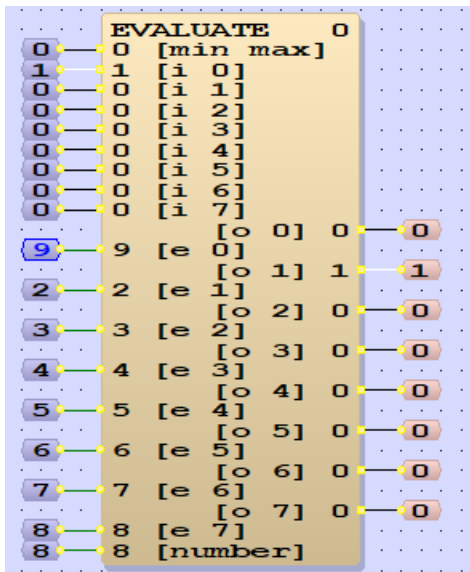 EVALUATE 0
0 0 [min max]
1 1 [i 0]
0 0 [i 1]
0 0 [i 2]
0 0 [i 3]
0 0 [i 4]
0 0 [i 5]
0 0 [i 6]
0 0 [i 7]
[o 0] 0 0
9 9 [e 0]
[o 1] 1 1
2 2 [e 1]
[o 2] 0 0
3 3 [e 2]
[o 3] 0 0
4 4 [e 3]
[o 4] 0 0
5 5 [e 4]
[o 5] 0 0
6 6 [e 5]
[o 6] 0 0
7 7 [e 6]
[o 7] 0 0
8 8 [e 7]
8 8 [number]